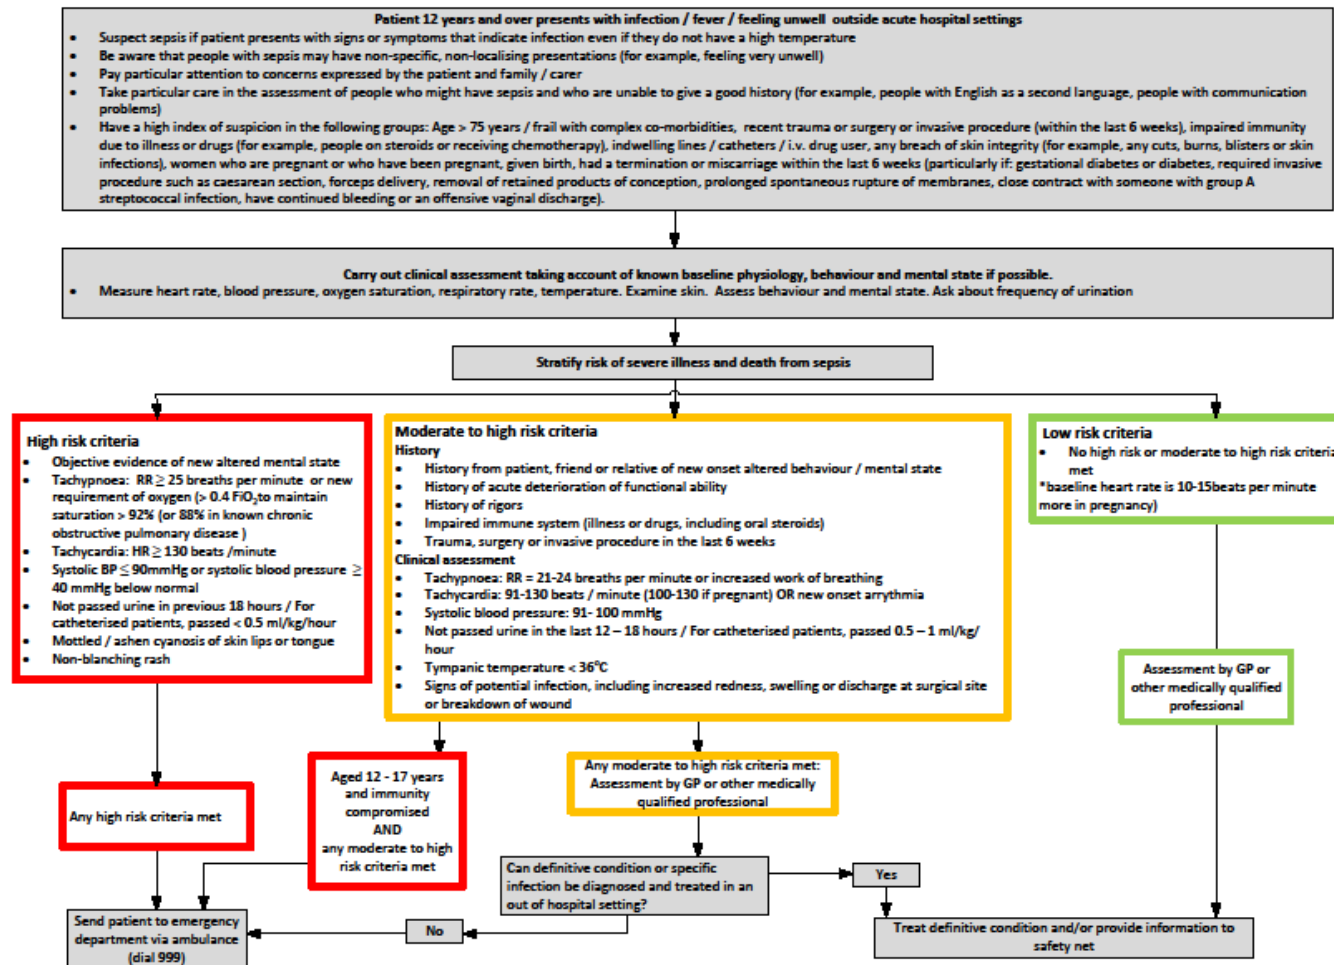 Patient 12 years and over presents with infection / fever / feeling unwell outside acute hospital settings
• Suspect sepsis if patient presents with signs or symptoms that indicate infection even if they do not have a high temperature
• Be aware that people with sepsis may have non-specific, non-localising presentations (for example, feeling very unwell)
• Pay particular attention to concerns expressed by the patient and family / carer
• Take particular care in the assessment of people who might have sepsis and who are unable to give a good history (for example, people with English as a second language, people with communication
problems)
• Have a high index of suspicion in the following groups: Age > 75 years / frail with complex co-morbidities, recent trauma or surgery or invasive procedure (within the last 6 weeks), impaired immunity
due to illness or drugs (for example, people on steroids or receiving chemotherapy), indwelling lines / catheters / i.v. drug user, any breach of skin integrity (for example, any cuts, burns, blisters or skin
infections), women who are pregnant or who have been pregnant, given birth, had a termination or miscarriage within the last 6 weeks (particularly if: gestational diabetes or diabetes, required invasive
procedure such as caesarean section, forceps delivery, removal of retained products of conception, prolonged spontaneous rupture of membranes, close contract with someone with group A
streptococcal infection, have continued bleeding or an offensive vaginal discharge).
Carry out clinical assessment taking account of known baseline physiology, behaviour and mental state if possible.
• Measure heart rate, blood pressure, oxygen saturation, respiratory rate, temperature. Examine skin. Assess behaviour and mental state. Ask about frequency of urination
Stratify risk of severe illness and death from sepsis
High risk criteria
• Objective evidence of new altered mental state
• Tachypnoea: RR ≥ 25 breaths per minute or new
requirement of oxygen (> 0.4 FiO₂to maintain
saturation > 92% (or 88% in known chronic
obstructive pulmonary disease )
• Tachycardia: HR ≥ 130 beats /minute
• Systolic BP ≤ 90mmHg or systolic blood pressure ≥
40 mmHg below normal
• Not passed urine in previous 18 hours / For
catheterised patients, passed < 0.5 ml/kg/hour
• Mottled / ashen cyanosis of skin lips or tongue
• Non-blanching rash
Moderate to high risk criteria
History
• History from patient, friend or relative of new onset altered behaviour / mental state
• History of acute deterioration of functional ability
• History of rigors
• Impaired immune system (illness or drugs, including oral steroids)
• Trauma, surgery or invasive procedure in the last 6 weeks
Clinical assessment
• Tachypnoea: RR = 21-24 breaths per minute or increased work of breathing
• Tachycardia: 91-130 beats / minute (100-130 if pregnant) OR new onset arrythmia
• Systolic blood pressure: 91- 100 mmHg
• Not passed urine in the last 12 – 18 hours / For catheterised patients, passed 0.5 – 1 ml/kg/
hour
• Tympanic temperature < 36°C
• Signs of potential infection, including increased redness, swelling or discharge at surgical site
or breakdown of wound
Low risk criteria
• No high risk or moderate to high risk criteria
met
*baseline heart rate is 10-15beats per minute
more in pregnancy)
Assessment by GP or
other medically qualified
professional
Any high risk criteria met
Aged 12 - 17 years
and immunity
compromised
AND
any moderate to high
risk criteria met
Any moderate to high risk criteria met:
Assessment by GP or other medically
qualified professional
Can definitive condition or specific
infection be diagnosed and treated in an
out of hospital setting?
Yes
No
Send patient to emergency
department via ambulance
(dial 999)
Treat definitive condition and/or provide information to
safety net